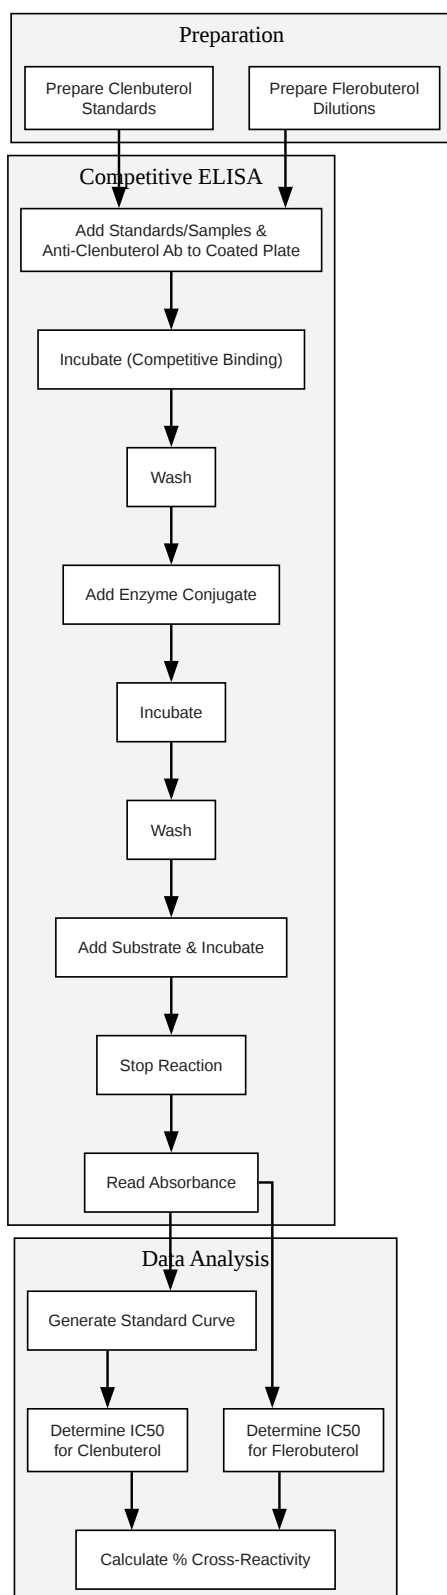 Preparation
Prepare Clenbuterol
Standards
Prepare Flerobuterol
Dilutions
Competitive ELISA
Add Standards/Samples &
Anti-Clenbuterol Ab to Coated Plate
Incubate (Competitive Binding)
Wash
Add Enzyme Conjugate
Incubate
Wash
Add Substrate & Incubate
Stop Reaction
Read Absorbance
Data Analysis
Generate Standard Curve
Determine IC50
for Clenbuterol
Determine IC50
for Flerobuterol
Calculate % Cross-Reactivity